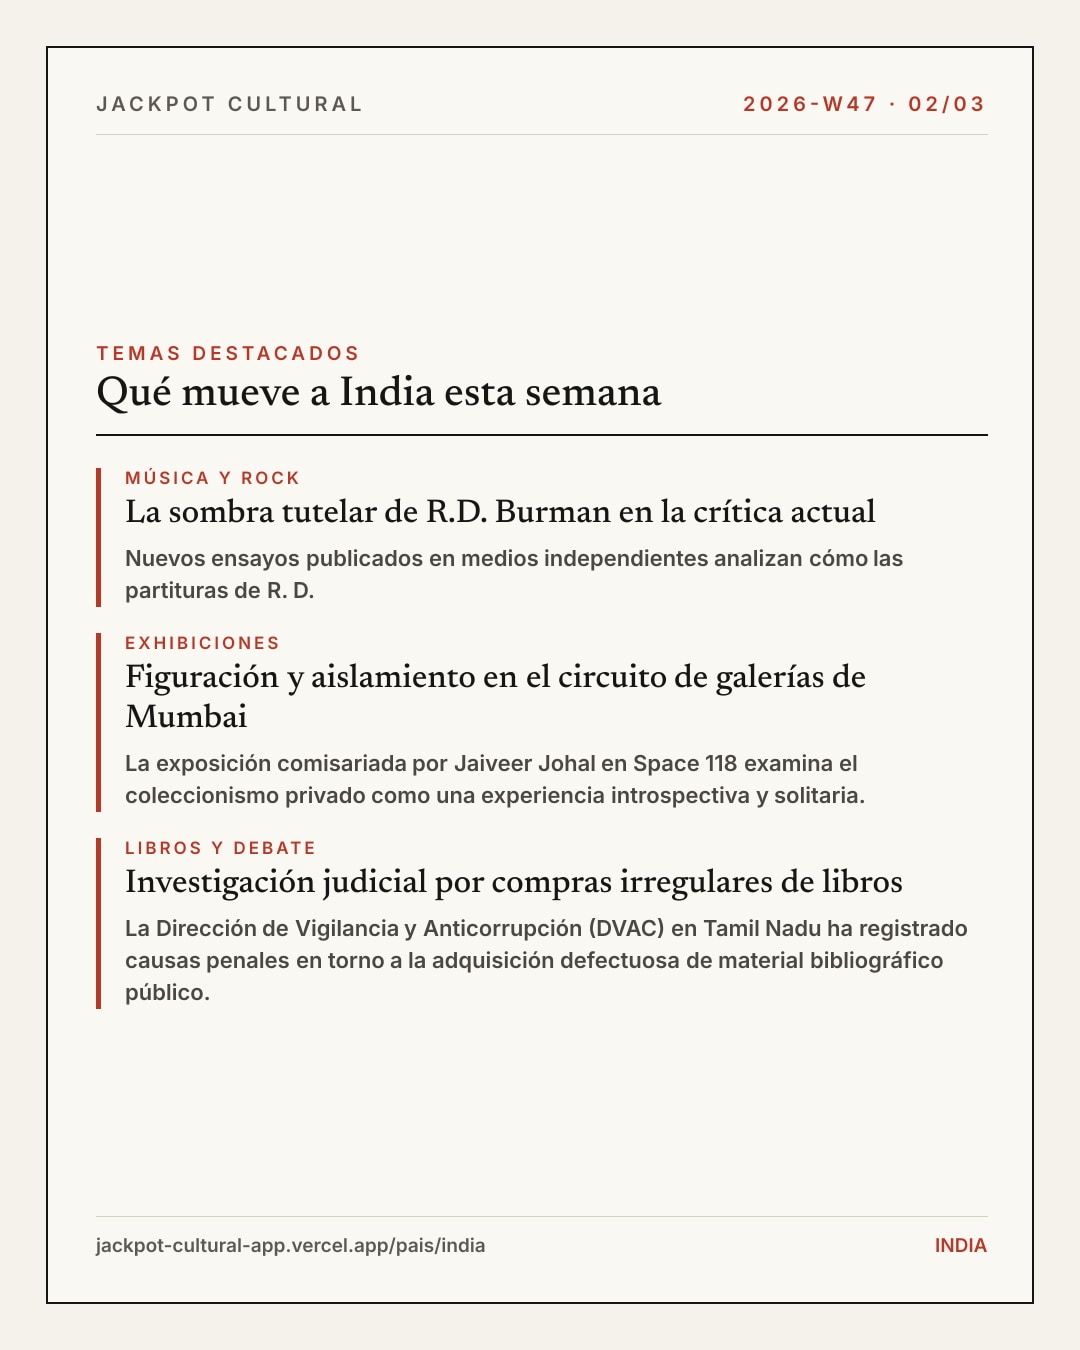 JACKPOT CULTURAL
2026-W47 · 02/03
TEMAS DESTACADOS
Qué mueve a India esta semana
MÚSICA Y ROCK
La sombra tutelar de R.D. Burman en la crítica actual
Nuevos ensayos publicados en medios independientes analizan cómo las
partituras de R. D.
EXHIBICIONES
Figuración y aislamiento en el circuito de galerías de
Mumbai
La exposición comisariada por Jaiveer Johal en Space 118 examina el
coleccionismo privado como una experiencia introspectiva y solitaria.
LIBROS Y DEBATE
Investigación judicial por compras irregulares de libros
La Dirección de Vigilancia y Anticorrupción (DVAC) en Tamil Nadu ha registrado
causas penales en torno a la adquisición defectuosa de material bibliográfico
público.
jackpot-cultural-app.vercel.app/pais/india
INDIA